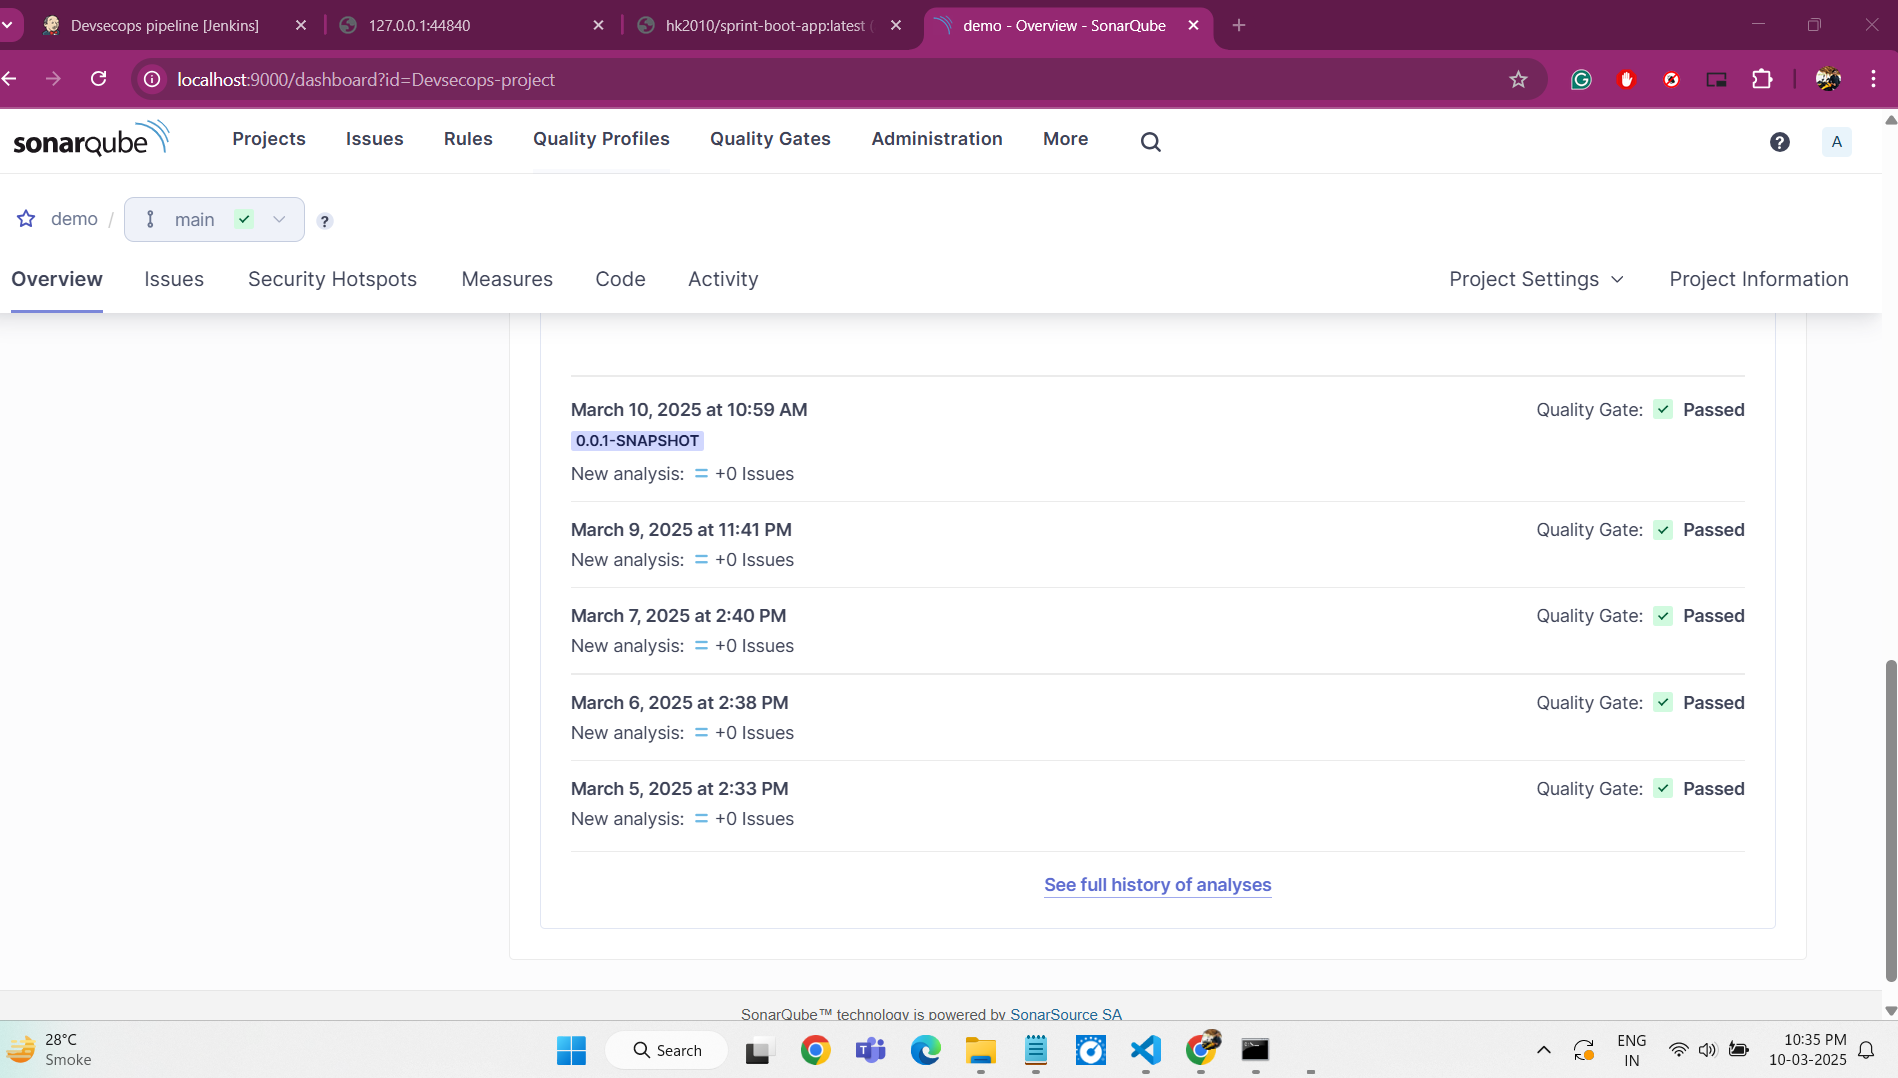 Devsecops pipeline [Jenkins]
127.0.0.1:44840
hk2010/sprint-boot-app:latest
demo - Overview - SonarQube
localhost:9000/dashboard?id=Devsecops-project
sonarqube
Projects
Issues
Rules
Quality Profiles
Quality Gates
Administration
More
?
A
demo /
main
?
Overview
Issues
Security Hotspots
Measures
Code
Activity
Project Settings
Project Information
March 10, 2025 at 10:59 AM
Quality Gate: Passed
0.0.1-SNAPSHOT
New analysis: = +0 Issues
March 9, 2025 at 11:41 PM
Quality Gate: Passed
New analysis: = +0 Issues
March 7, 2025 at 2:40 PM
Quality Gate: Passed
New analysis: = +0 Issues
March 6, 2025 at 2:38 PM
Quality Gate: Passed
New analysis: = +0 Issues
March 5, 2025 at 2:33 PM
Quality Gate: Passed
New analysis: = +0 Issues
See full history of analyses
SonarQube™ technology is powered by SonarSource SA
28°C
Smoke
Search
ENG
IN
10:35 PM
10-03-2025